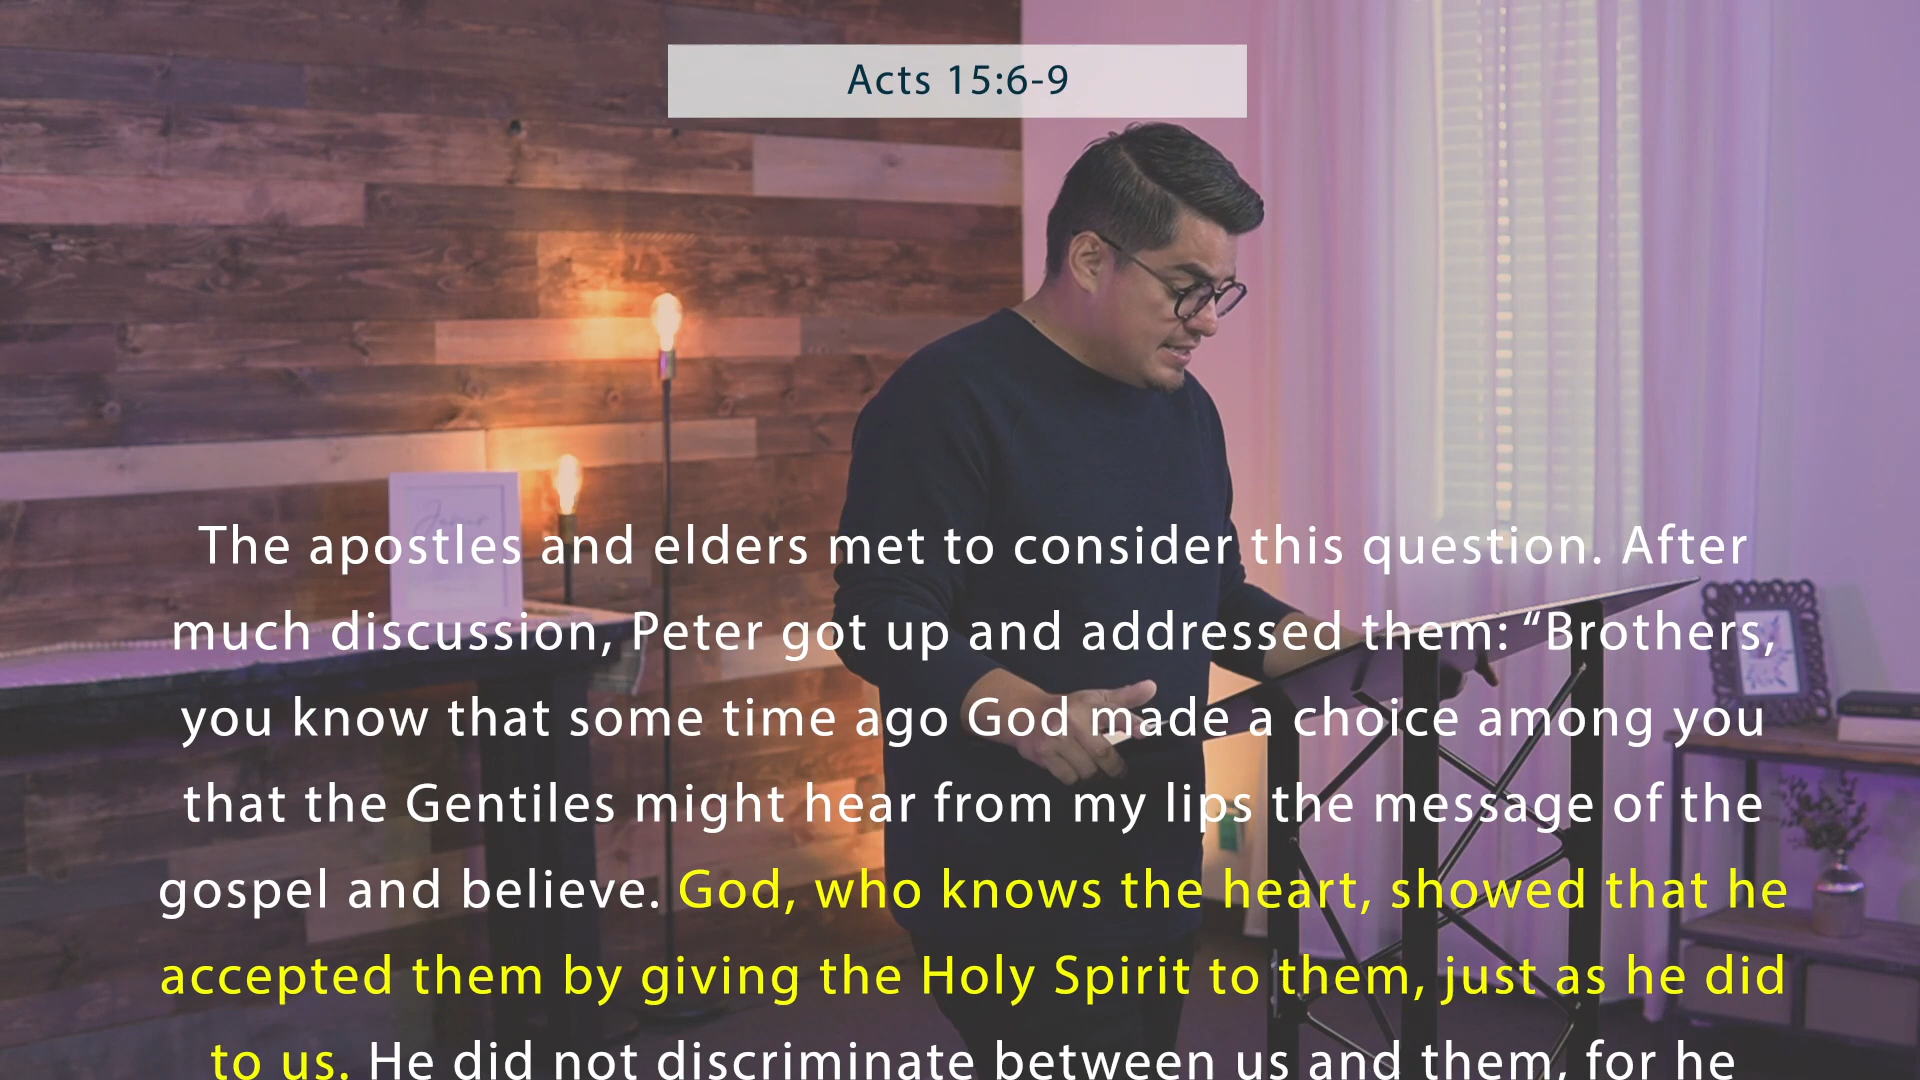 Acts 15:6-9
Jesus
The apostles and elders met to consider this question. After
much discussion, Peter got up and addressed them: “Brothers,
you know that some time ago God made a choice among you
that the Gentiles might hear from my lips the message of the
gospel and believe. God, who knows the heart, showed that he
accepted them by giving the Holy Spirit to them, just as he did
to us. He did not discriminate between us and them, for he